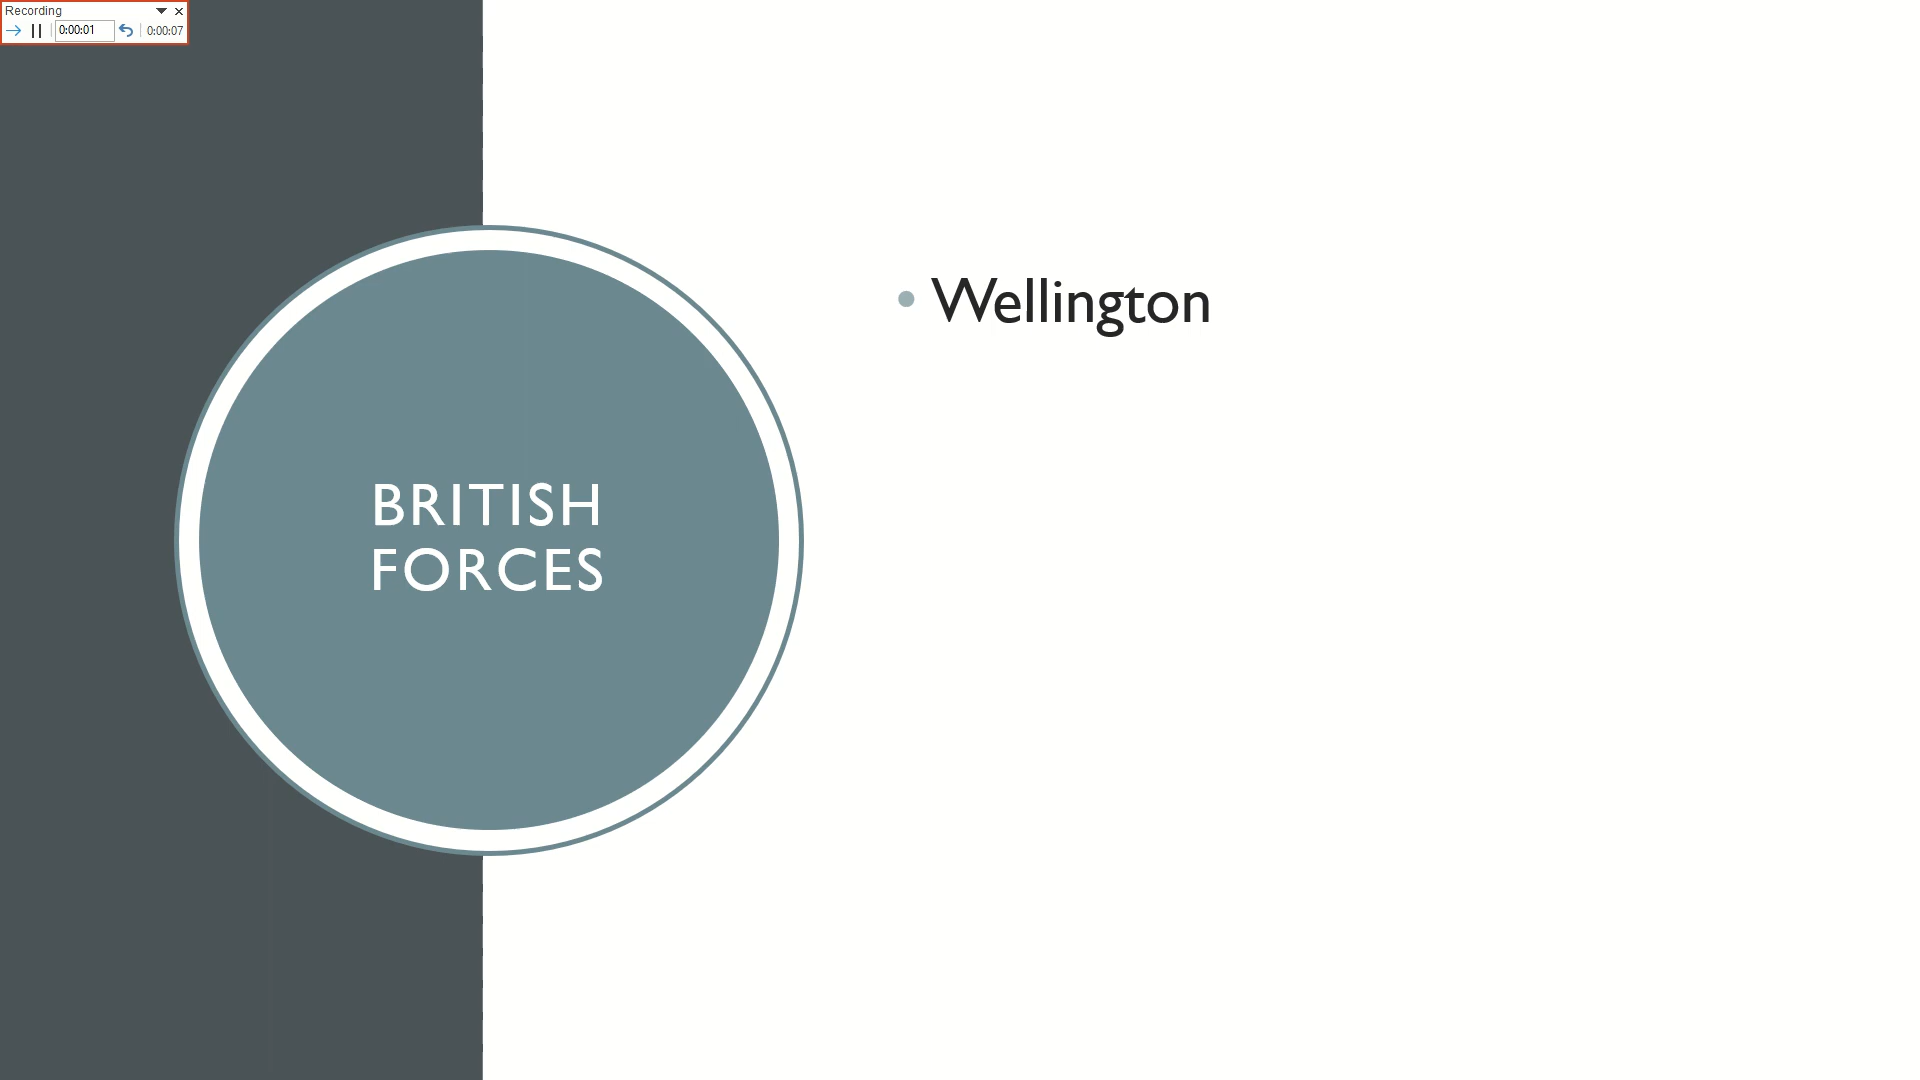 Recording
0:00:01 0:00:07
• Wellington
BRITISH
FORCES